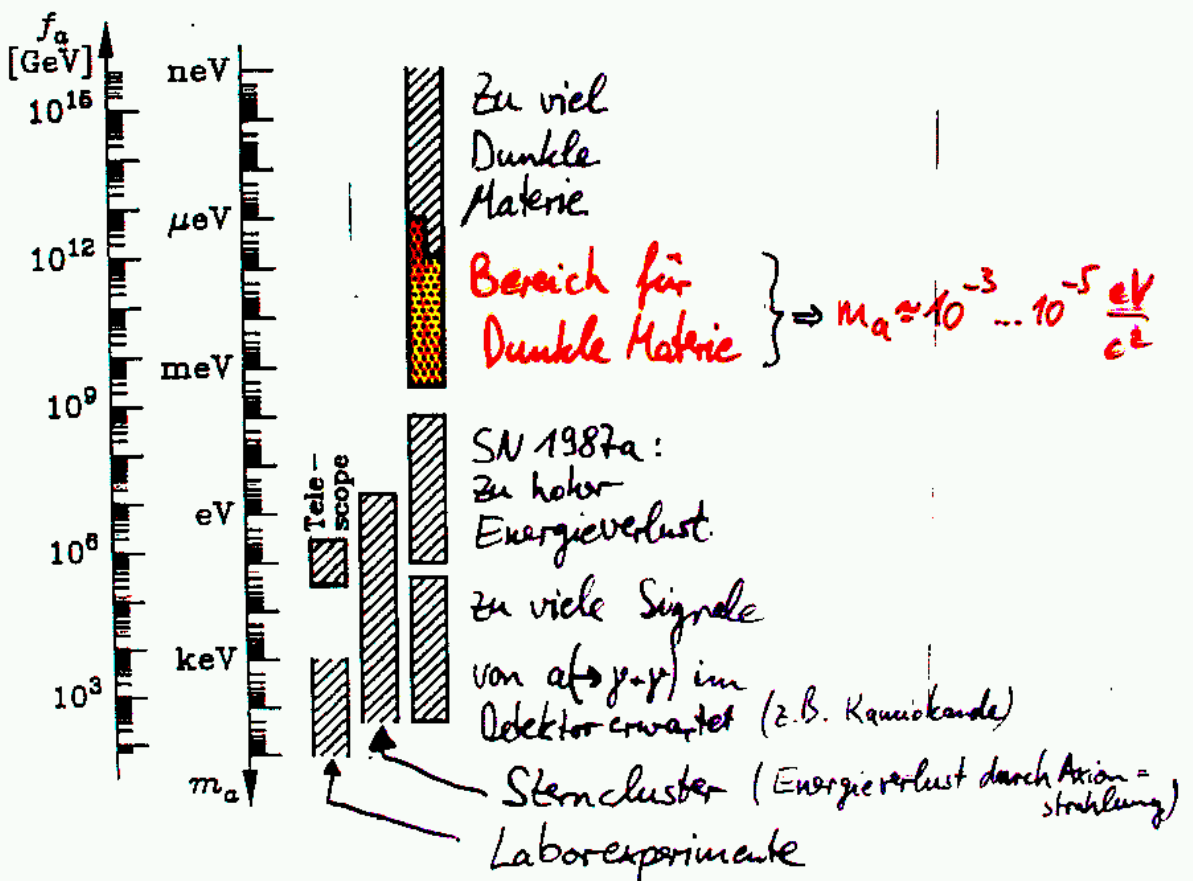 f_a
[GeV]
10^15
10^12
10^9
10^6
10^3
neV
μeV
meV
eV
keV
m_a
Tele-
scope
Zu viel
Dunkle
Materie
Bereich für
Dunkle Materie
⇒ m_a ≈ 10^-3 ... 10^-5 eV/c^2
SN 1987a:
Zu hoher
Energieverlust
Zu viele Signale
von a(→γ+γ) im
Detektor erwartet (z.B. Kamiokande)
Sterncluster (Energieverlust durch Axion=
strahlung)
Laborexperimente